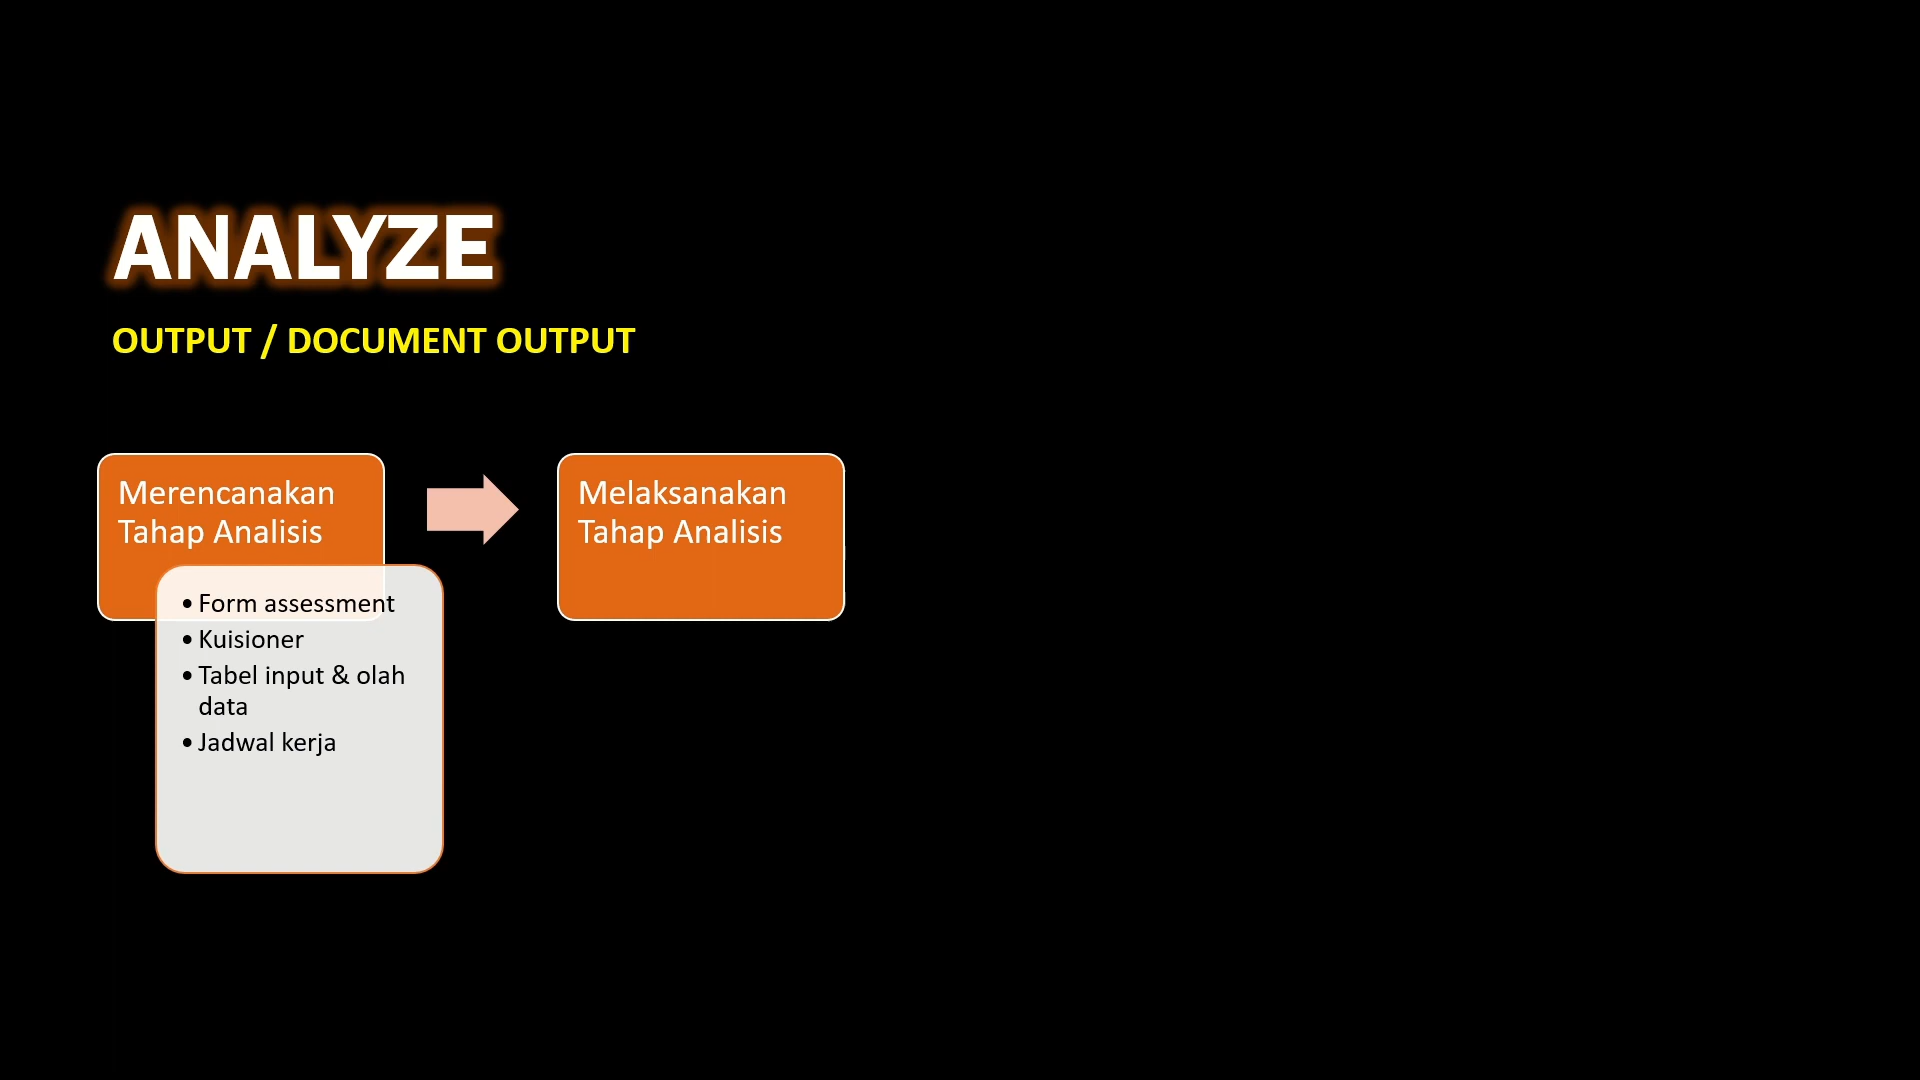 ANALYZE
OUTPUT / DOCUMENT OUTPUT
Merencanakan
Tahap Analisis
• Form assessment
• Kuisioner
• Tabel input & olah
data
• Jadwal kerja
Melaksanakan
Tahap Analisis